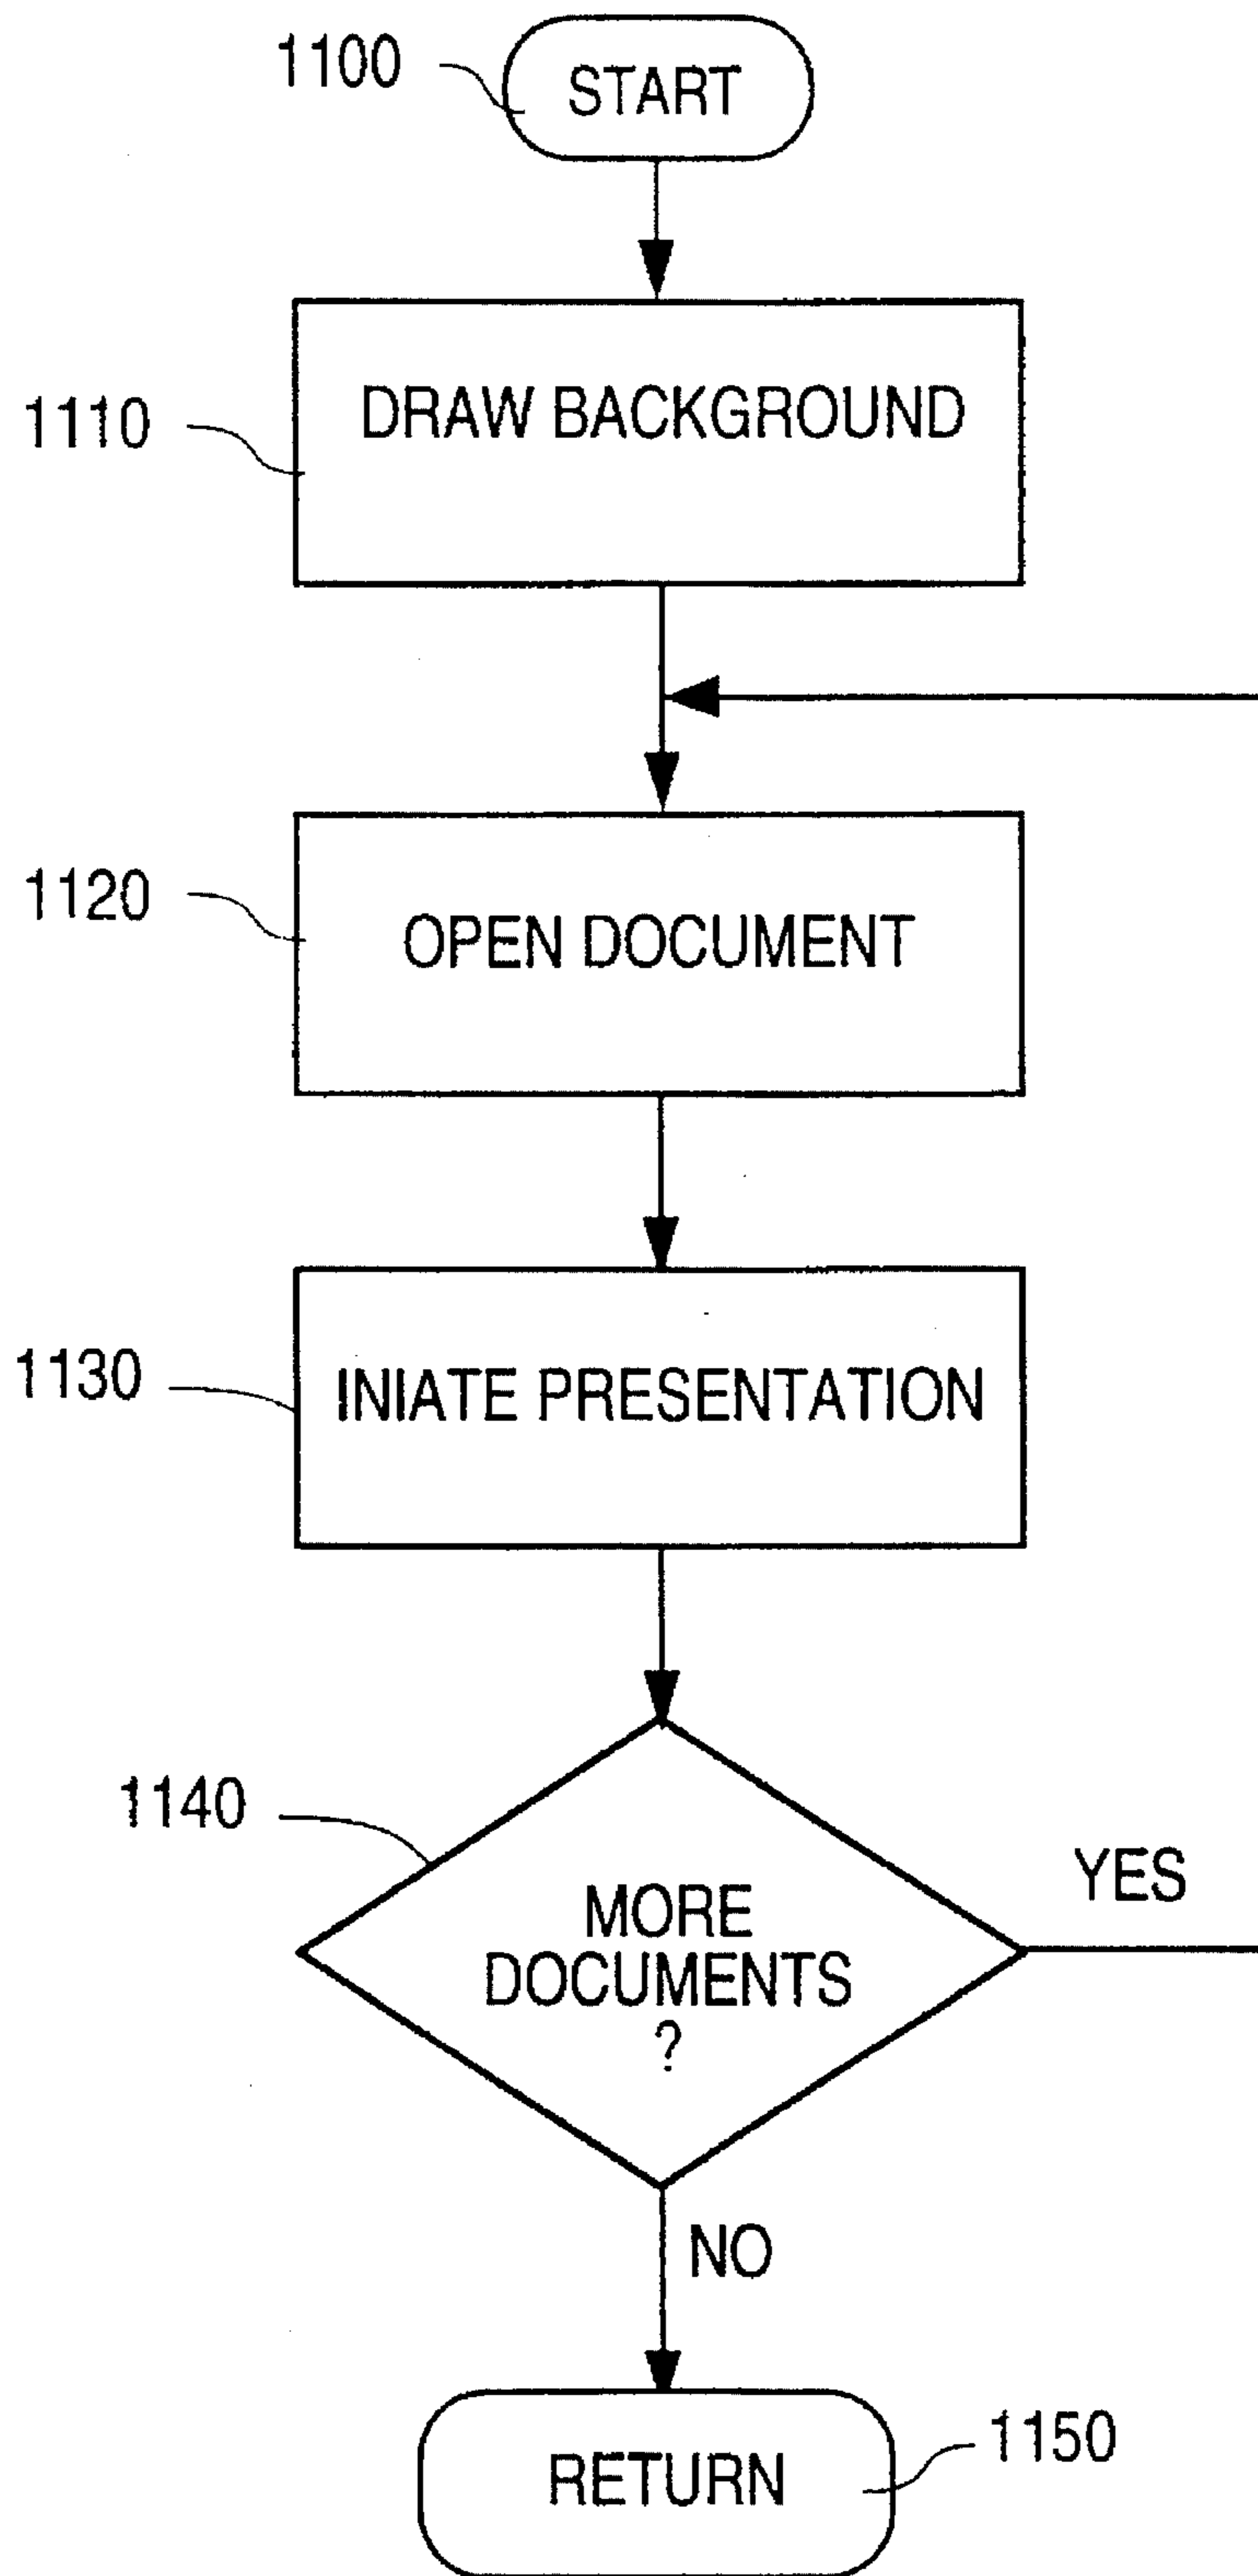 1100
START
1110
DRAW BACKGROUND
1120
OPEN DOCUMENT
1130
INIATE PRESENTATION
1140
MORE
DOCUMENTS
?
YES
NO
RETURN
1150